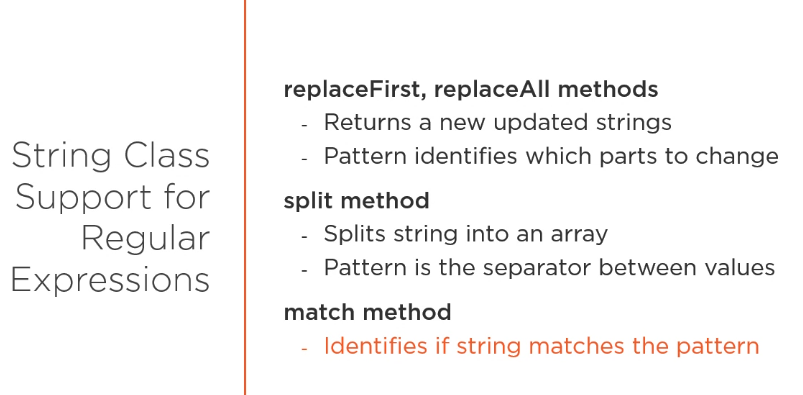 String Class
Support for
Regular
Expressions
replaceFirst, replaceAll methods
- Returns a new updated strings
- Pattern identifies which parts to change
split method
- Splits string into an array
- Pattern is the separator between values
match method
- Identifies if string matches the pattern